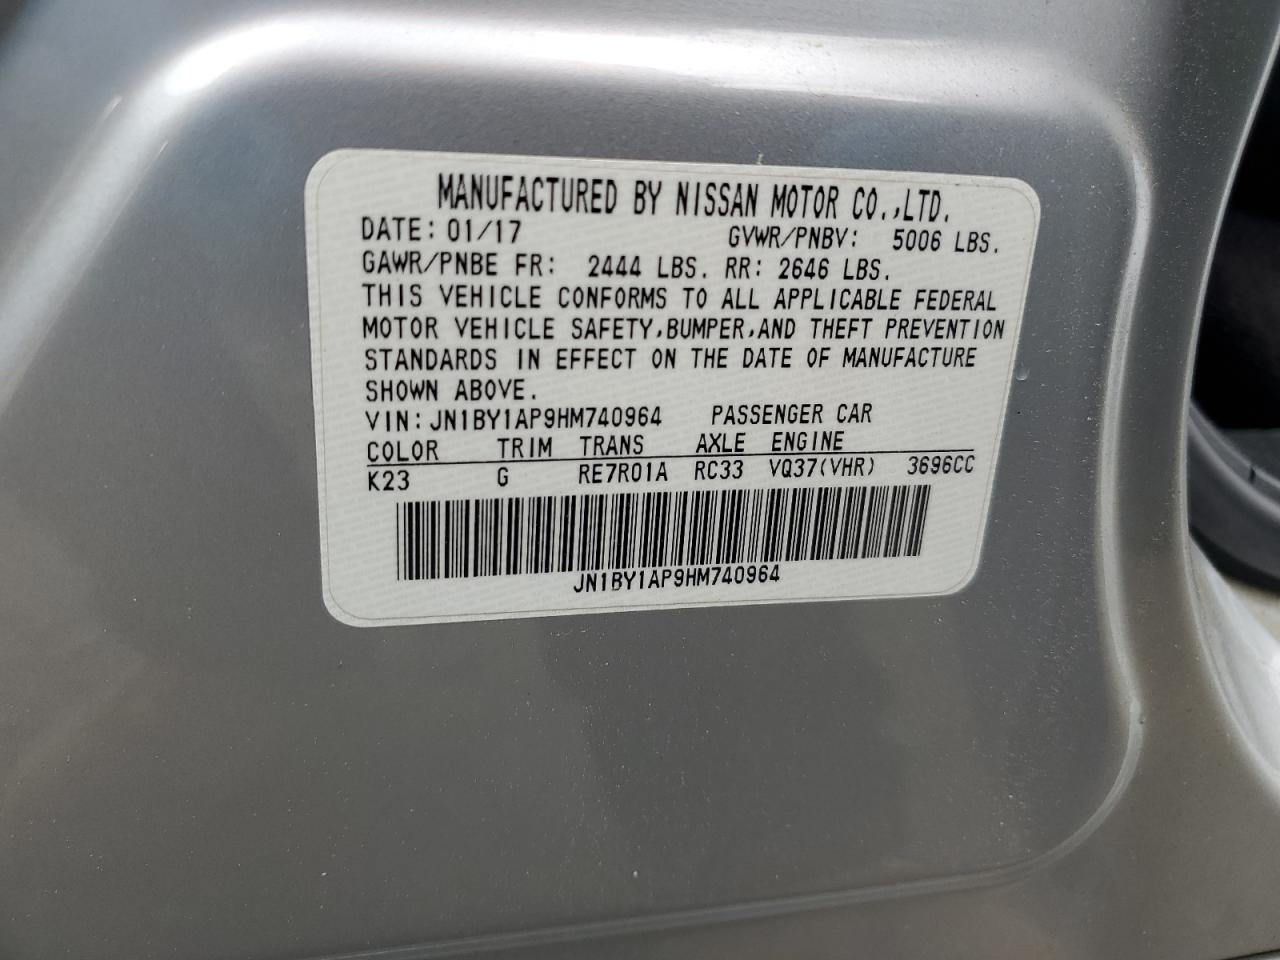 MANUFACTURED BY NISSAN MOTOR CO.,LTD.
DATE: 01/17 GVWR/PNBV: 5006 LBS.
GAWR/PNBE FR: 2444 LBS. RR: 2646 LBS.
THIS VEHICLE CONFORMS TO ALL APPLICABLE FEDERAL
MOTOR VEHICLE SAFETY,BUMPER,AND THEFT PREVENTION
STANDARDS IN EFFECT ON THE DATE OF MANUFACTURE
SHOWN ABOVE.
VIN:JN1BY1AP9HM740964 PASSENGER CAR
COLOR TRIM TRANS AXLE ENGINE
K23 G RE7R01A RC33 VQ37(VHR) 3696CC
JN1BY1AP9HM740964